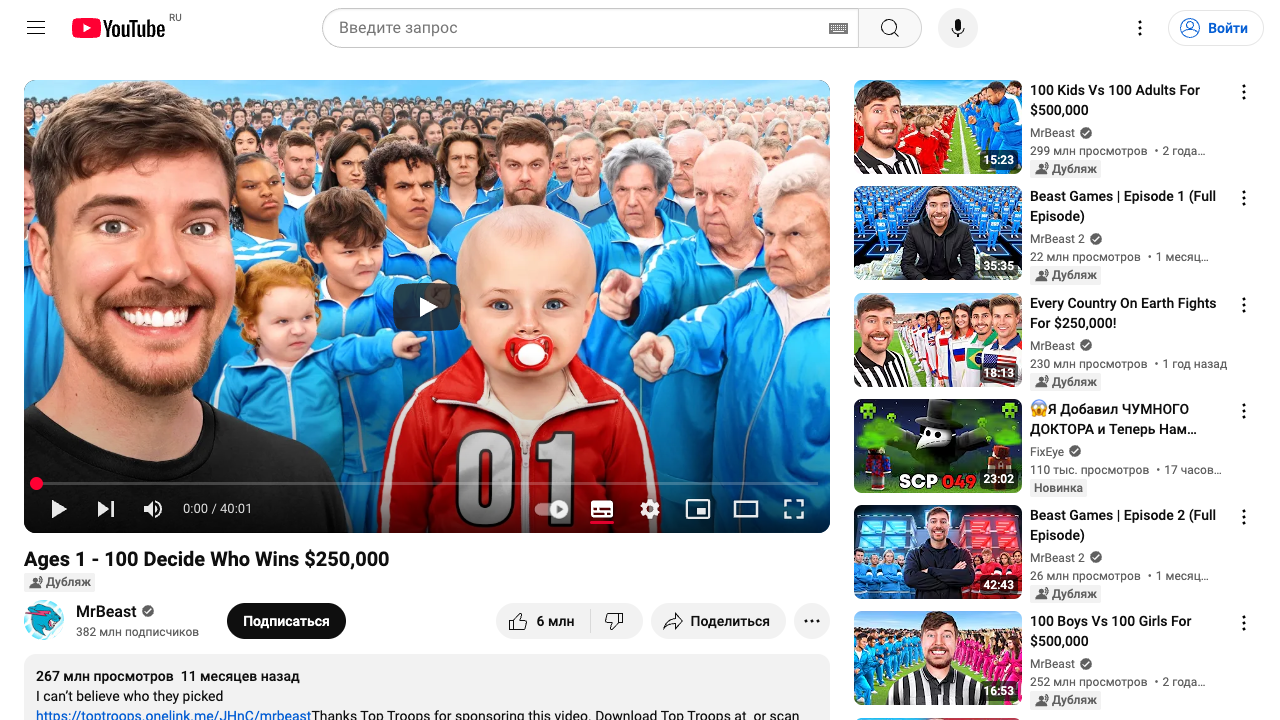 YouTube RU
Введите запрос
Войти
01
0:00 / 40:01
Ages 1 - 100 Decide Who Wins $250,000
Дубляж
MrBeast
382 млн подписчиков
Подписаться
6 млн
Поделиться
267 млн просмотров 11 месяцев назад
I can't believe who they picked
https://toptroops.onelink.me/JHnC/mrbeastThanks Top Troops for sponsoring this video. Download Top Troops at, or scan
15:23
100 Kids Vs 100 Adults For
$500,000
MrBeast
299 млн просмотров • 2 года…
Дубляж
35:35
Beast Games | Episode 1 (Full
Episode)
MrBeast 2
22 млн просмотров • 1 месяц…
Дубляж
18:13
Every Country On Earth Fights
For $250,000!
MrBeast
230 млн просмотров • 1 год назад
Дубляж
SCP 049
23:02
😱Я Добавил ЧУМНОГО
ДОКТОРА и Теперь Нам…
FixEye
110 тыс. просмотров • 17 часов…
Новинка
42:43
Beast Games | Episode 2 (Full
Episode)
MrBeast 2
26 млн просмотров • 1 месяц…
Дубляж
16:53
100 Boys Vs 100 Girls For
$500,000
MrBeast
252 млн просмотров • 2 года…
Дубляж